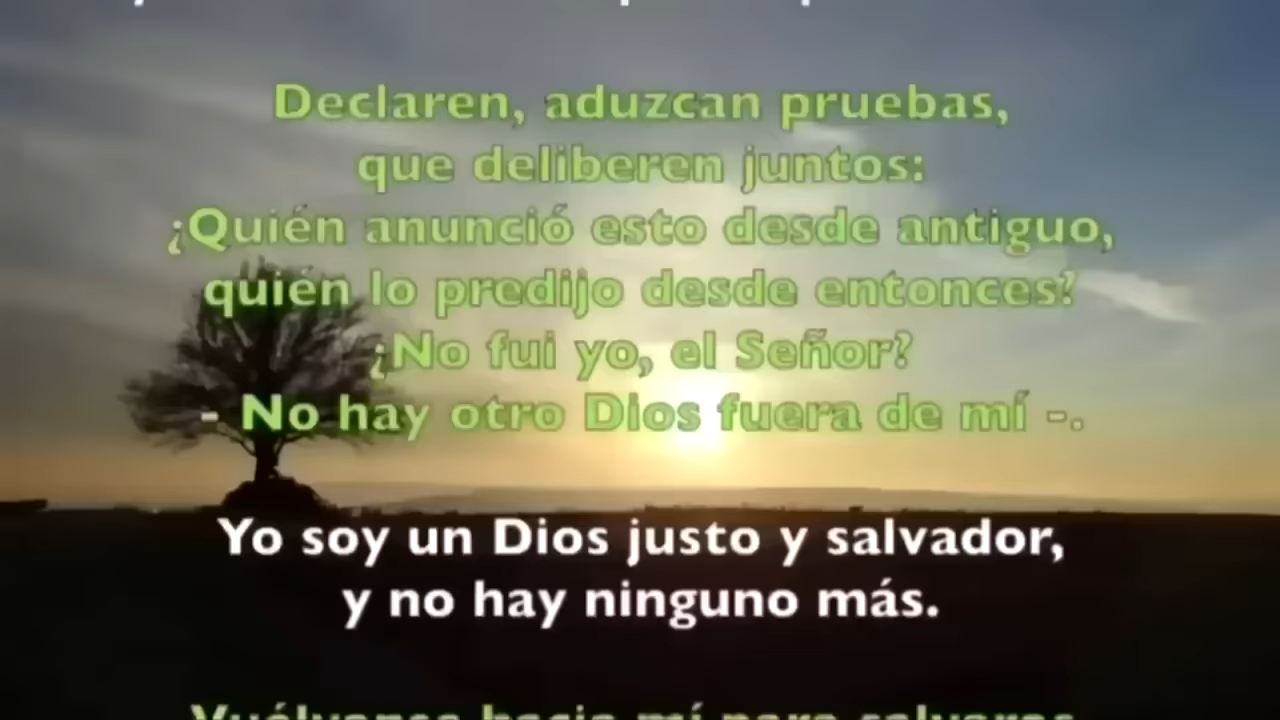 Declaren, aduzcan pruebas,
que deliberen juntos:
¿Quién anunció esto desde antiguo,
quién lo predijo desde entonces?
¿No fui yo, el Señor?
- No hay otro Dios fuera de mí -.
Yo soy un Dios justo y salvador,
y no hay ninguno más.
Vuélvanse hacia mí para salvaros